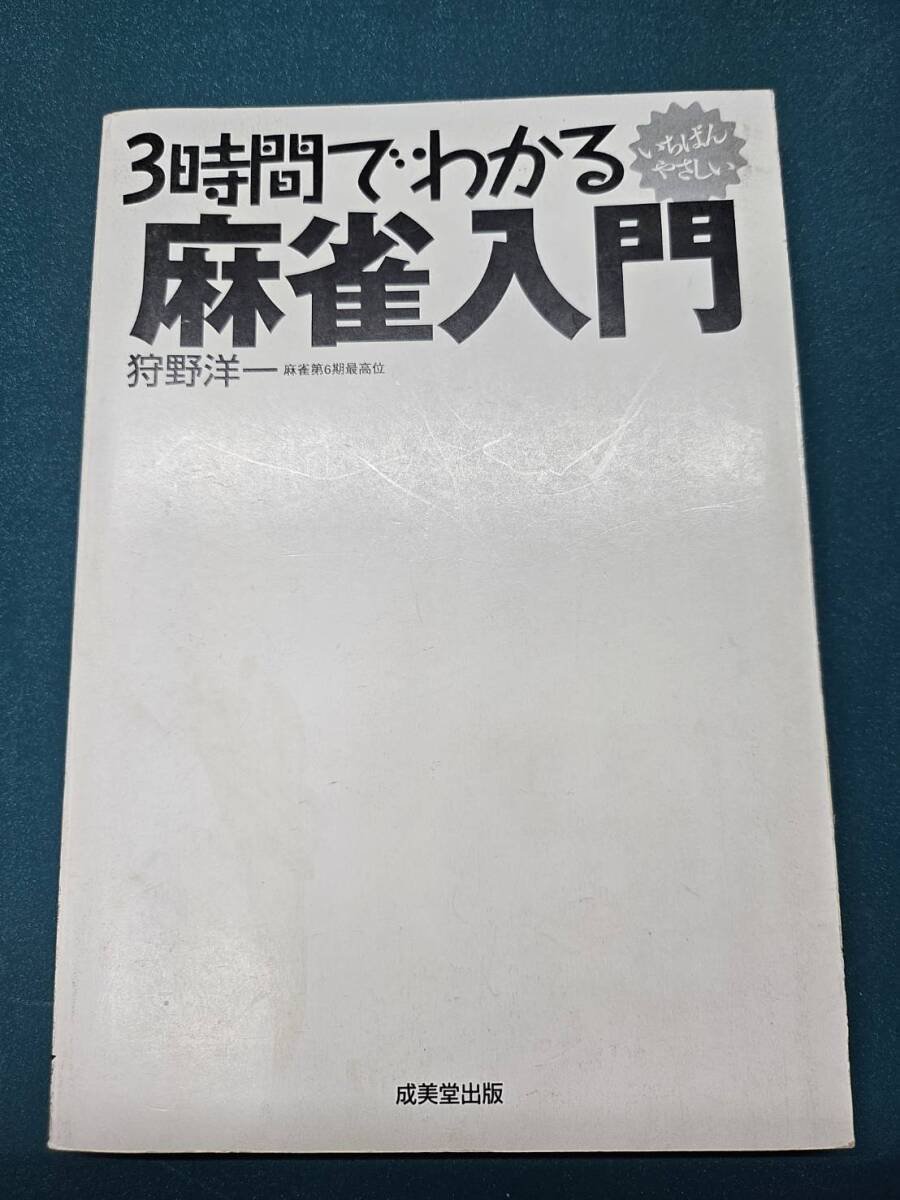 3時間でわかる
いちばん
やさしい
麻雀入門
狩野洋一 麻雀第6期最高位
成美堂出版